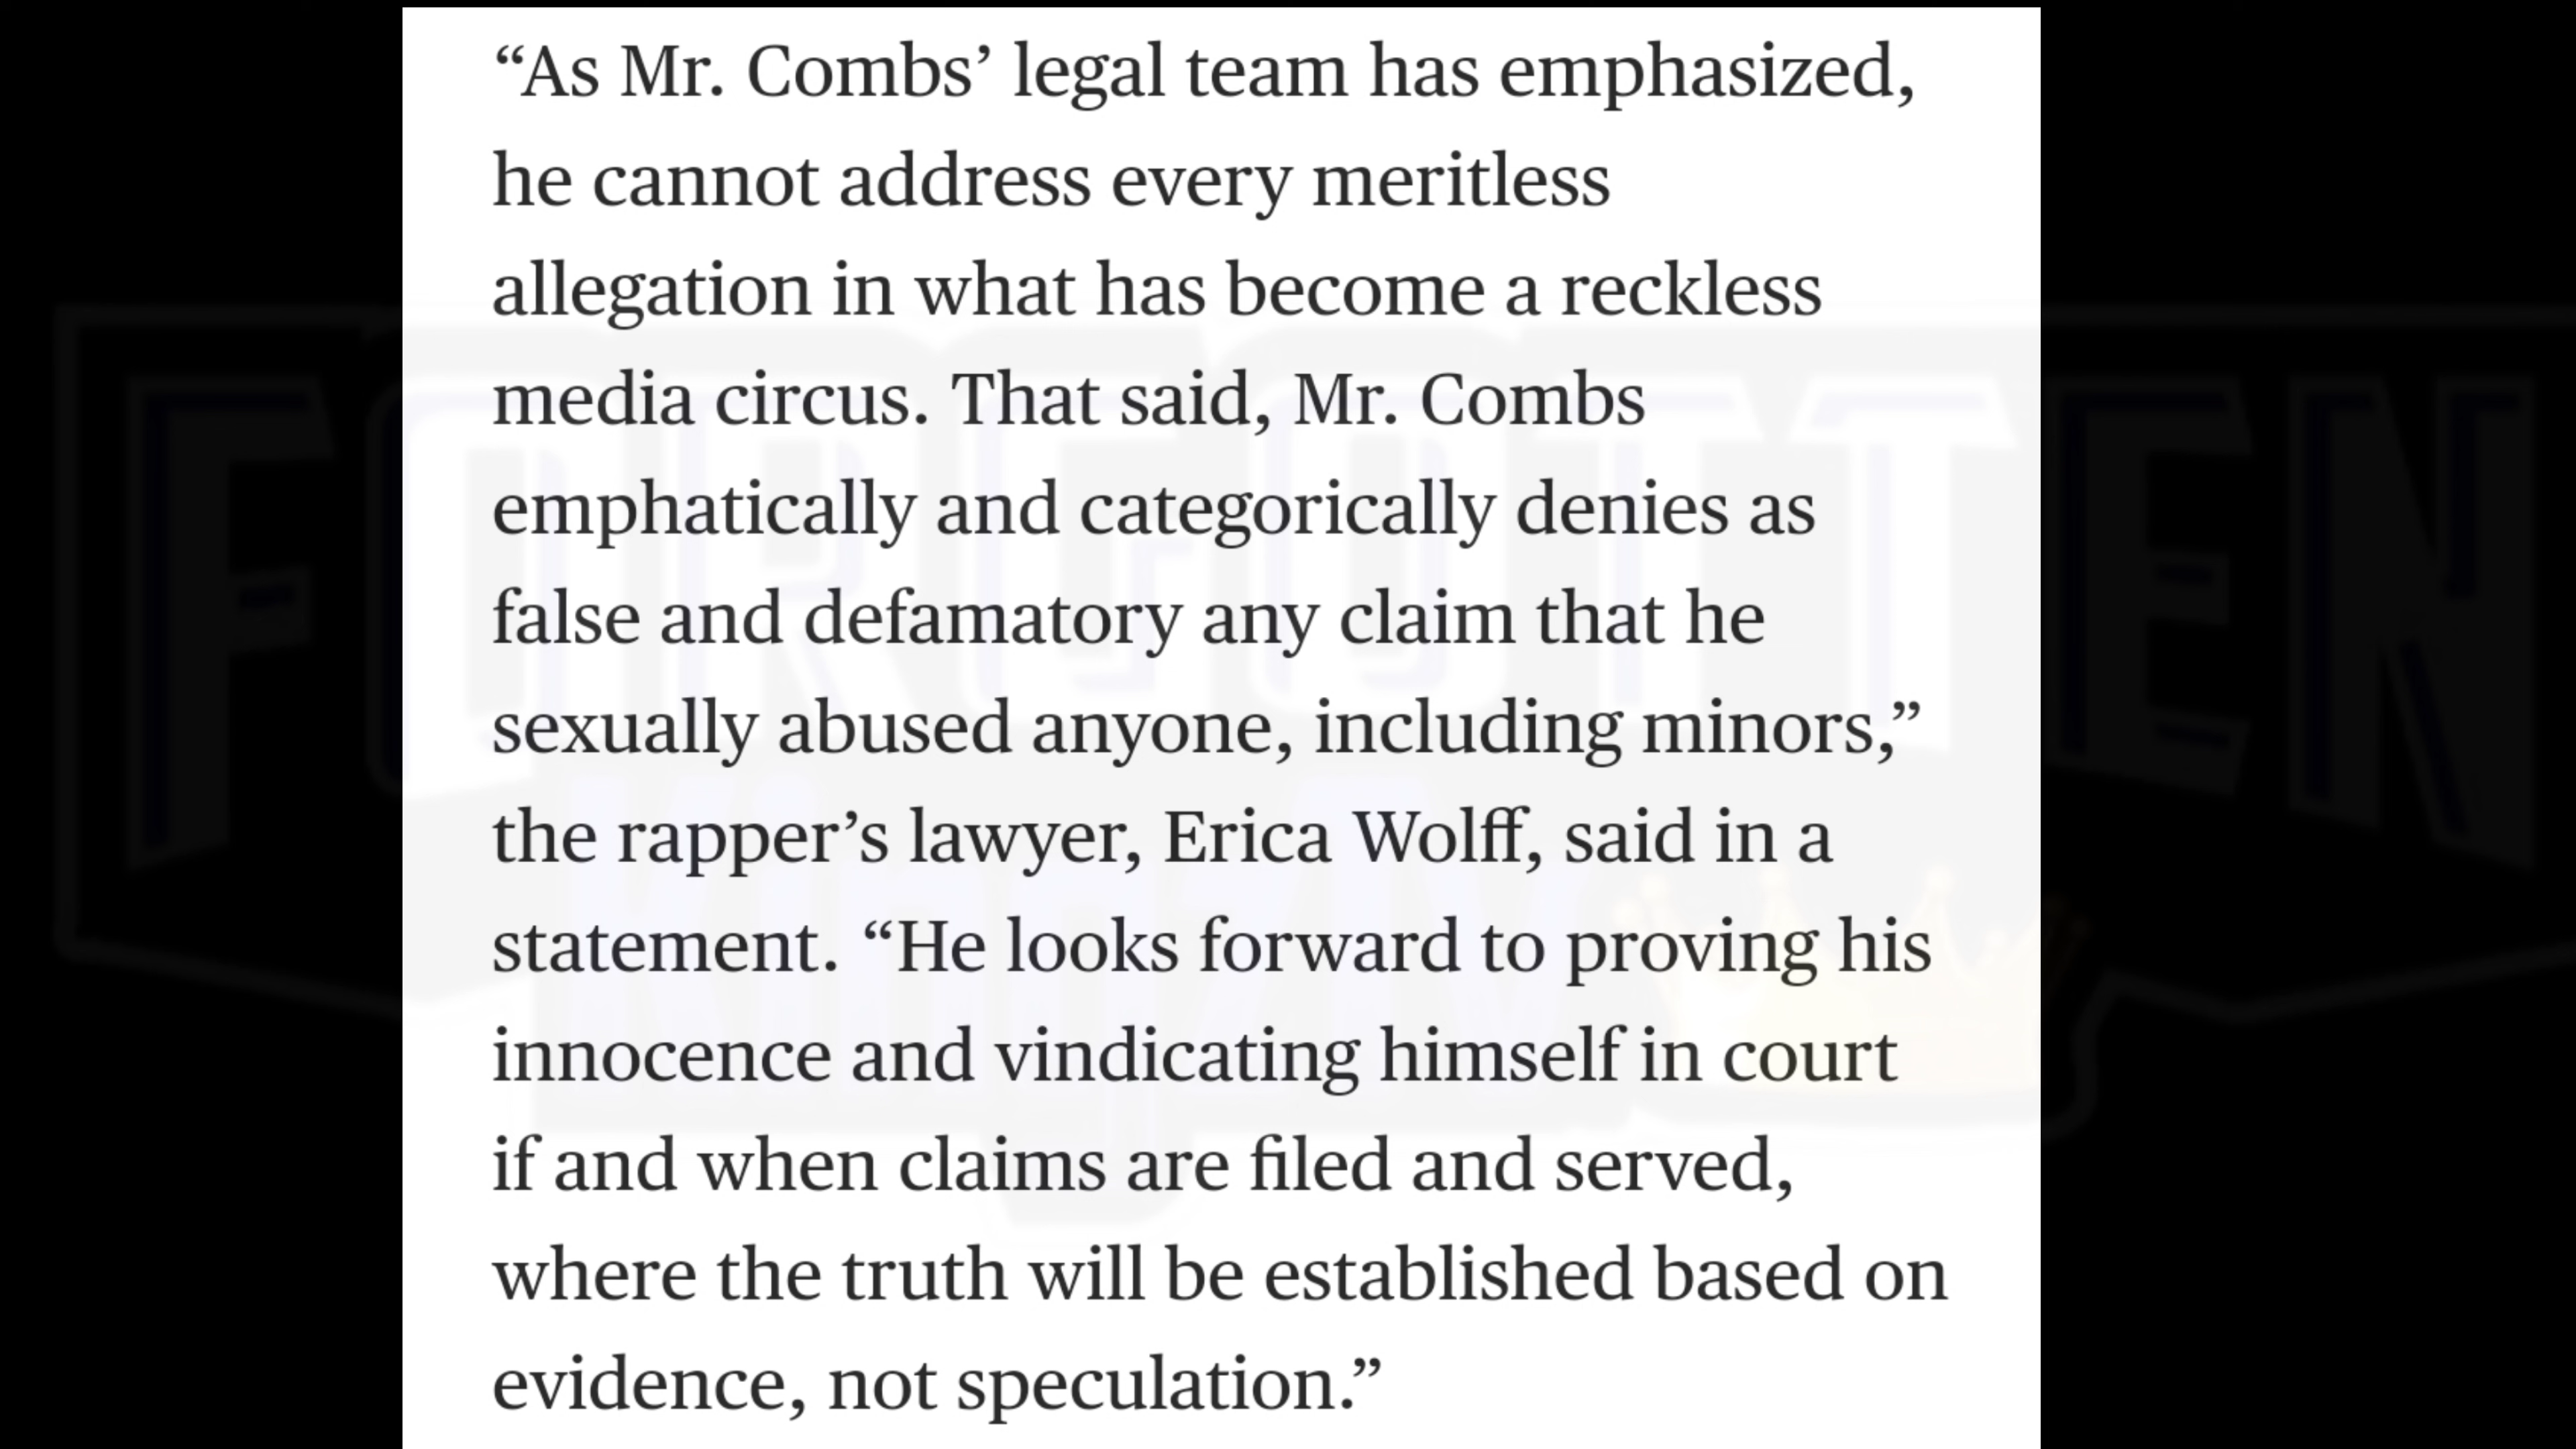 “As Mr. Combs’ legal team has emphasized,
he cannot address every meritless
allegation in what has become a reckless
media circus. That said, Mr. Combs
emphatically and categorically denies as
false and defamatory any claim that he
sexually abused anyone, including minors,”
the rapper’s lawyer, Erica Wolff, said in a
statement. “He looks forward to proving his
innocence and vindicating himself in court
if and when claims are filed and served,
where the truth will be established based on
evidence, not speculation.”
FORGOTTEN